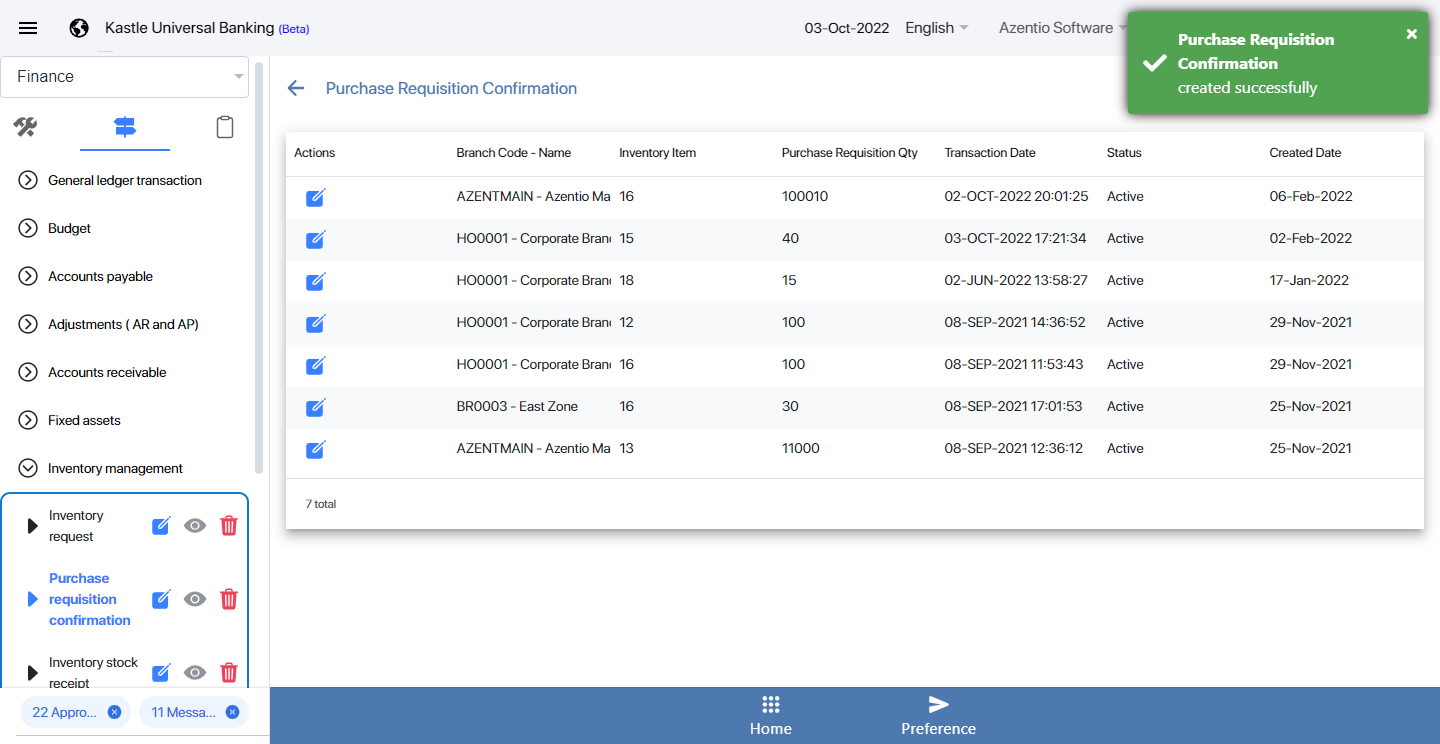 Kastle Universal Banking (Beta)
03-Oct-2022
English
Azentio Software
Purchase Requisition
Confirmation
created successfully
Finance
General ledger transaction
Budget
Accounts payable
Adjustments ( AR and AP)
Accounts receivable
Fixed assets
Inventory management
Inventory
request
Purchase
requisition
confirmation
Inventory stock
receipt
22 Appro...
11 Messa...
Purchase Requisition Confirmation
Actions Branch Code - Name Inventory Item Purchase Requisition Qty Transaction Date Status Created Date
AZENTMAIN - Azentio Ma 16 100010 02-OCT-2022 20:01:25 Active 06-Feb-2022
HO0001 - Corporate Bran 15 40 03-OCT-2022 17:21:34 Active 02-Feb-2022
HO0001 - Corporate Bran 18 15 02-JUN-2022 13:58:27 Active 17-Jan-2022
HO0001 - Corporate Bran 12 100 08-SEP-2021 14:36:52 Active 29-Nov-2021
HO0001 - Corporate Bran 16 100 08-SEP-2021 11:53:43 Active 29-Nov-2021
BR0003 - East Zone 16 30 08-SEP-2021 17:01:53 Active 25-Nov-2021
AZENTMAIN - Azentio Ma 13 11000 08-SEP-2021 12:36:12 Active 25-Nov-2021
7 total
Home
Preference